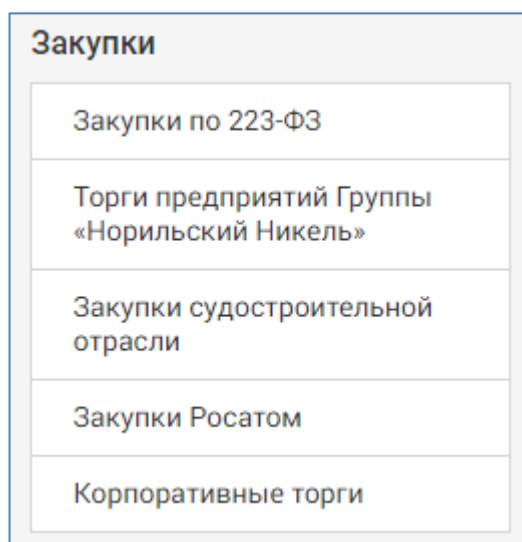 Закупки
Закупки по 223-ФЗ
Торги предприятий Группы
«Норильский Никель»
Закупки судостроительной
отрасли
Закупки Росатом
Корпоративные торги